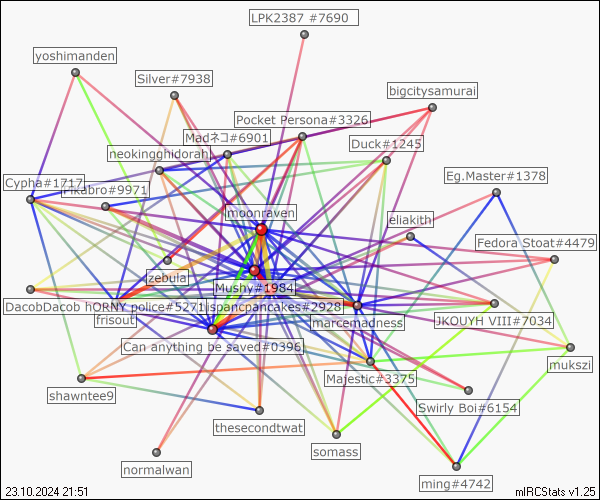 LPK2387 #7690
yoshimanden
Silver#7938
bigcitysamurai
Pocket Persona#3326
Madネコ#6901
Duck#1245
neokingghidorah
Eg.Master#1378
Cypha#1717
#9971
moonraven
eliakith
Fedora Stoat#4479
zebula
Mushy#1984
DacobDacob hORNY police#5271
ispancpancakes#2928
frisout
marcemadness
JKOUYH VIII#7034
Can anything be saved#0396
mukszi
Majestic#3375
shawntee9
Swirly Boi#6154
thesecondtwat
somass
normalwan
ming#4742
23.10.2024 21:51
mIRCStats v1.25